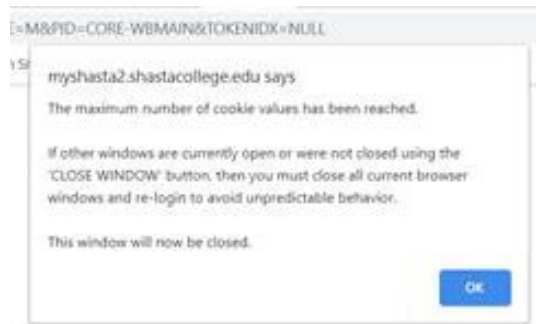 =M&PID=CORE-WBMAIN&TOKENIDX=NULL
myshasta2.shastacollege.edu says
The maximum number of cookie values has been reached.
If other windows are currently open or were not closed using the
'CLOSE WINDOW' button, then you must close all current browser
windows and re-login to avoid unpredictable behavior.
This window will now be closed.
OK